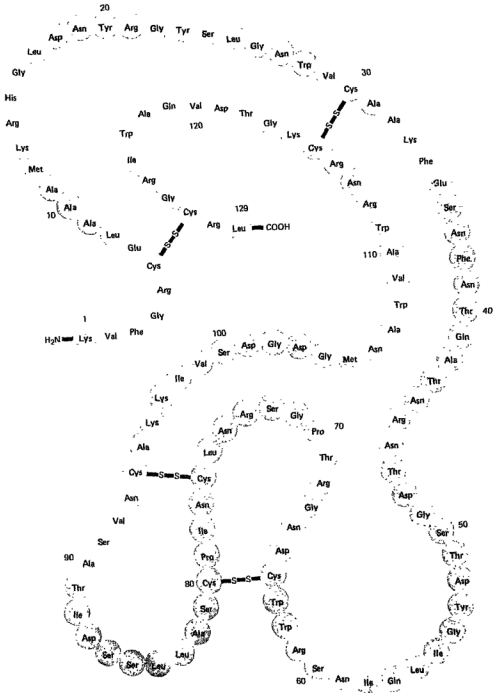 H₂N Lys Val Phe Gly Arg Cys Glu Leu Ala Ala
1
10
Ala Met Lys Arg His Gly Leu Asp Asn Tyr
20
Arg Gly Tyr Ser Leu Gly Asn Trp Val Cys
30
Ala Ala Lys Phe Glu Ser Asn Phe Asn Thr
40
Gln Ala Thr Asn Arg Asn Thr Asp Gly Ser
50
Thr Asp Tyr Gly Ile Leu Gln Ile Asn Ser
60
Arg Trp Trp Cys Asp Asn Gly Arg Thr Pro
70
Gly Ser Arg Asn Leu Cys Asn Ile Pro Cys
80
Ser Ala Leu Leu Ser Ser Asp Ile Thr Ala
90
Ser Val Asn Cys Ala Lys Lys Ile Val Ser
100
Asp Gly Asp Gly Met Asn Ala Trp Val Ala
110
Trp Arg Asn Arg Cys Lys Gly Thr Asp Val
120
Gln Ala Trp Ile Arg Gly Cys Arg Leu COOH
129
S–S
S–S
S–S
S–S